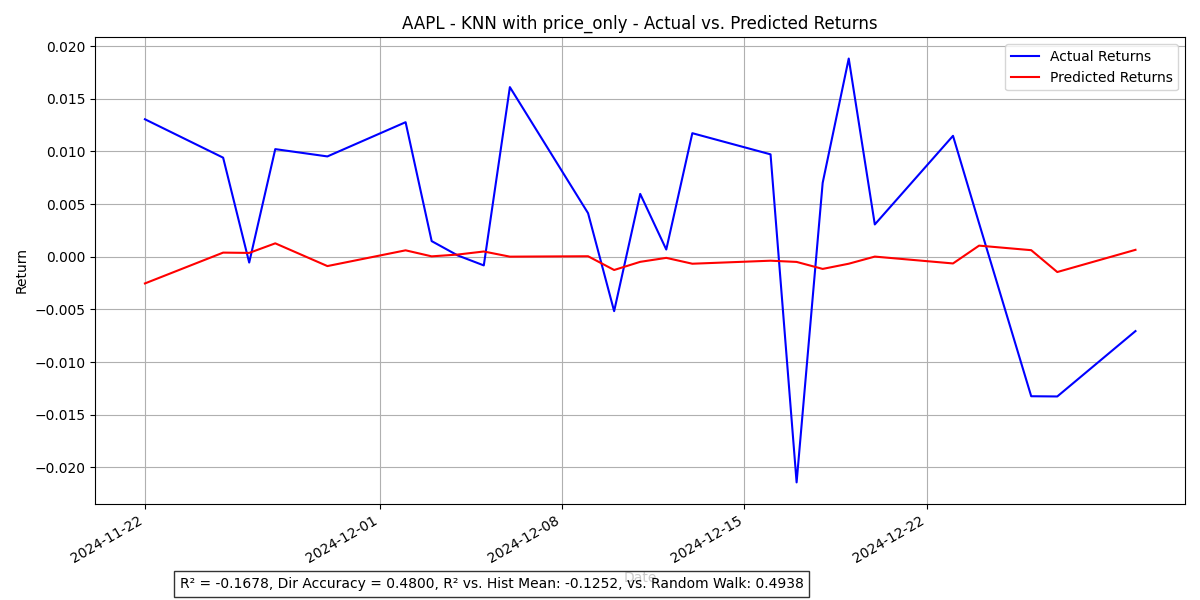 AAPL - KNN with price_only - Actual vs. Predicted Returns
Actual Returns
Predicted Returns
Return
0.020
0.015
0.010
0.005
0.000
−0.005
−0.010
−0.015
−0.020
2024-11-22
2024-12-01
2024-12-08
2024-12-15
2024-12-22
Date
R² = -0.1678, Dir Accuracy = 0.4800, R² vs. Hist Mean: -0.1252, vs. Random Walk: 0.4938